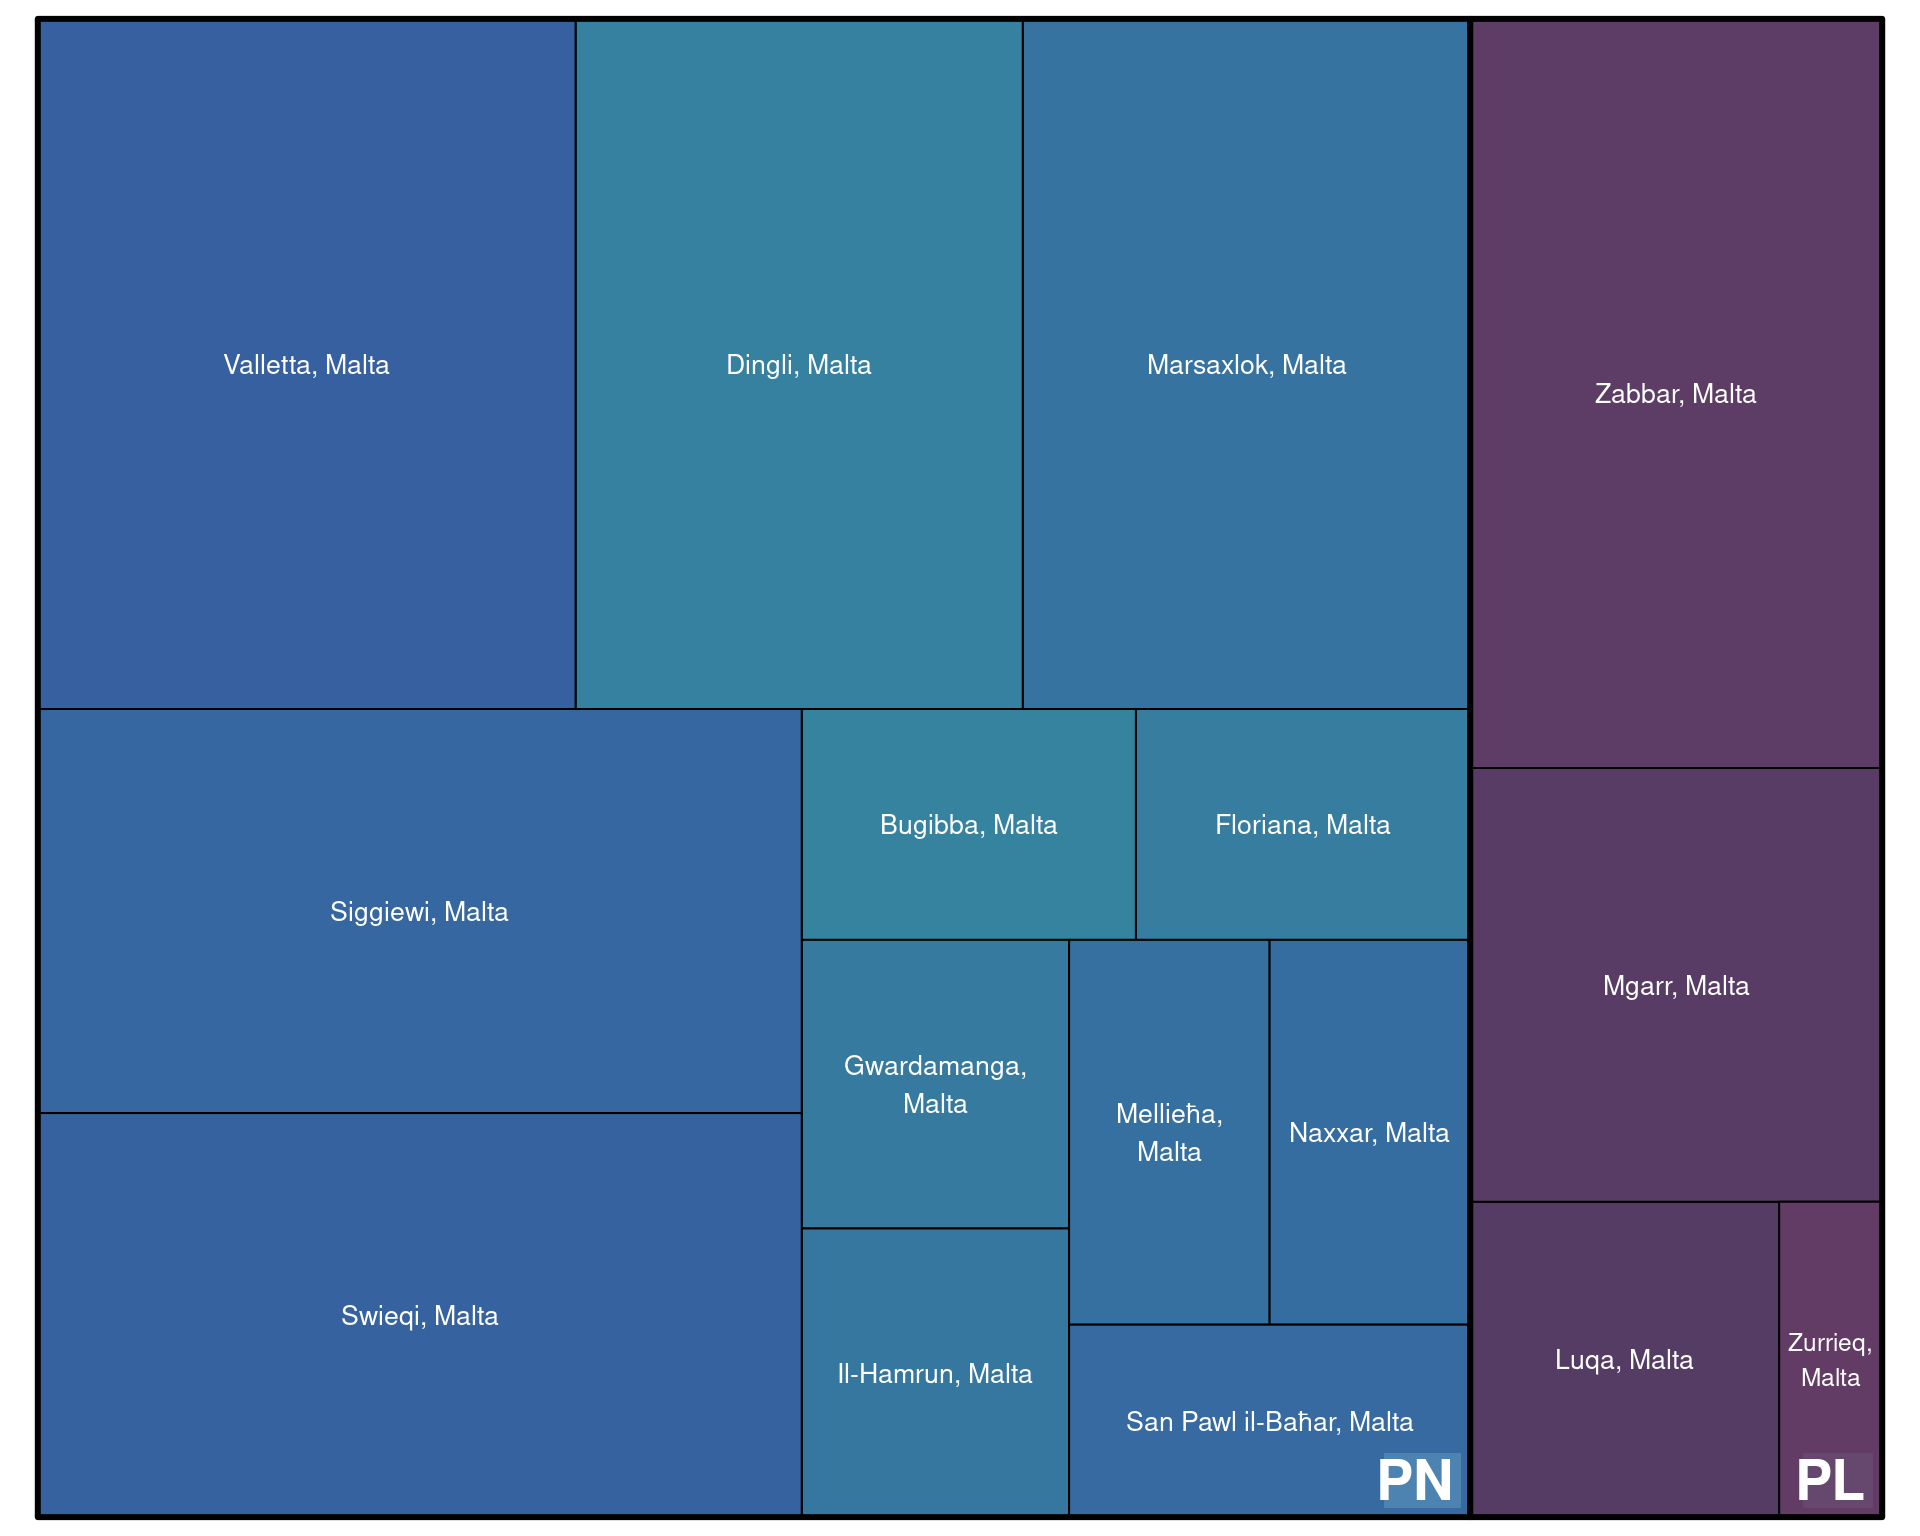 Valletta, Malta
Dingli, Malta
Marsaxlok, Malta
Zabbar, Malta
Bugibba, Malta
Floriana, Malta
Siggiewi, Malta
Mgarr, Malta
Gwardamanga,
Malta
Mellieħa,
Malta
Naxxar, Malta
Swieqi, Malta
Il-Hamrun, Malta
San Pawl il-Baħar, Malta
Luqa, Malta
Zurrieq,
Malta
PN
PL